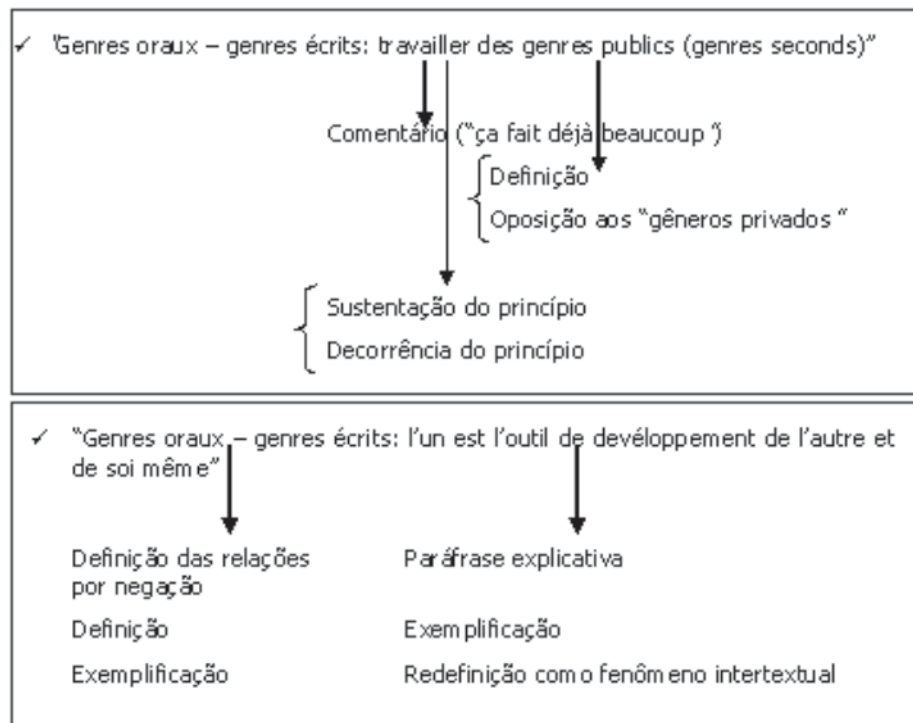 ✓ "Genres oraux – genres écrits: travailler des genres publics (genres seconds)"
Comentário ("ça fait déjà beaucoup")
Definição
Oposição aos "gêneros privados"
Sustentação do princípio
Decorrência do princípio
✓ "Genres oraux – genres écrits: l'un est l'outil de devéloppement de l'autre et
de soi même"
Definição das relações
por negação
Paráfrase explicativa
Definição
Exemplificação
Exemplificação
Redefinição como fenômeno intertextual